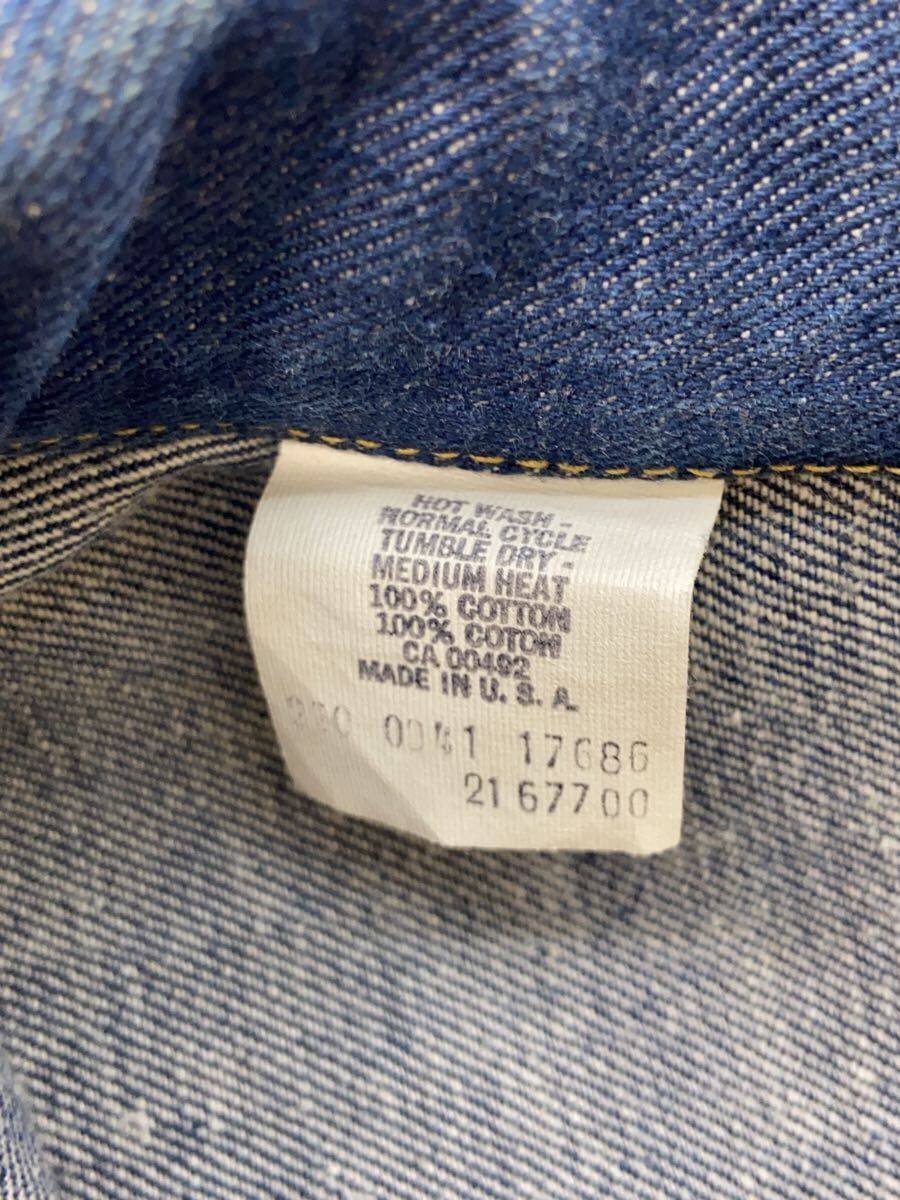 HOT WASH -
NORMAL CYCLE
TUMBLE DRY -
MEDIUM HEAT
100% COTTON
100% COTON
CA 00492
MADE IN U. S. A.
17686
2167700